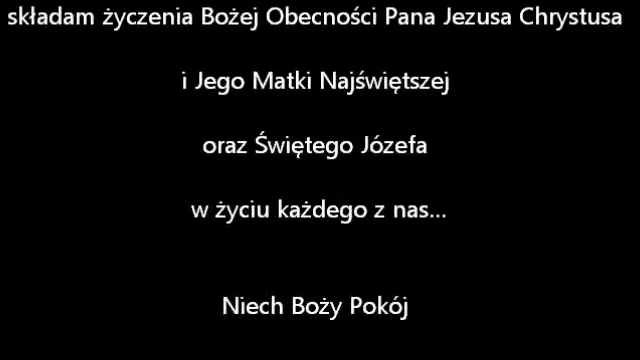 składam życzenia Bożej Obecności Pana Jezusa Chrystusa
i Jego Matki Najświętszej
oraz Świętego Józefa
w życiu każdego z nas...
Niech Boży Pokój